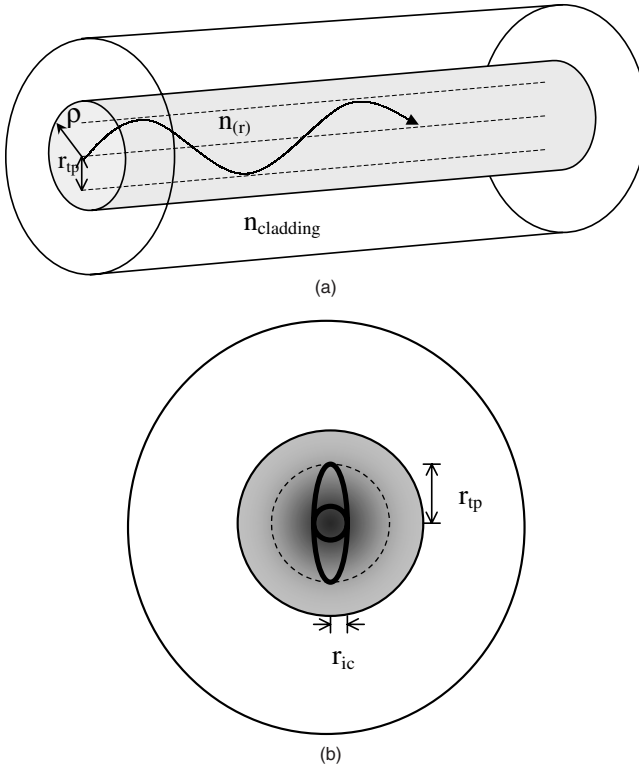 ρ
n(r)
rtp
ncladding
(a)
rtp
ric
(b)